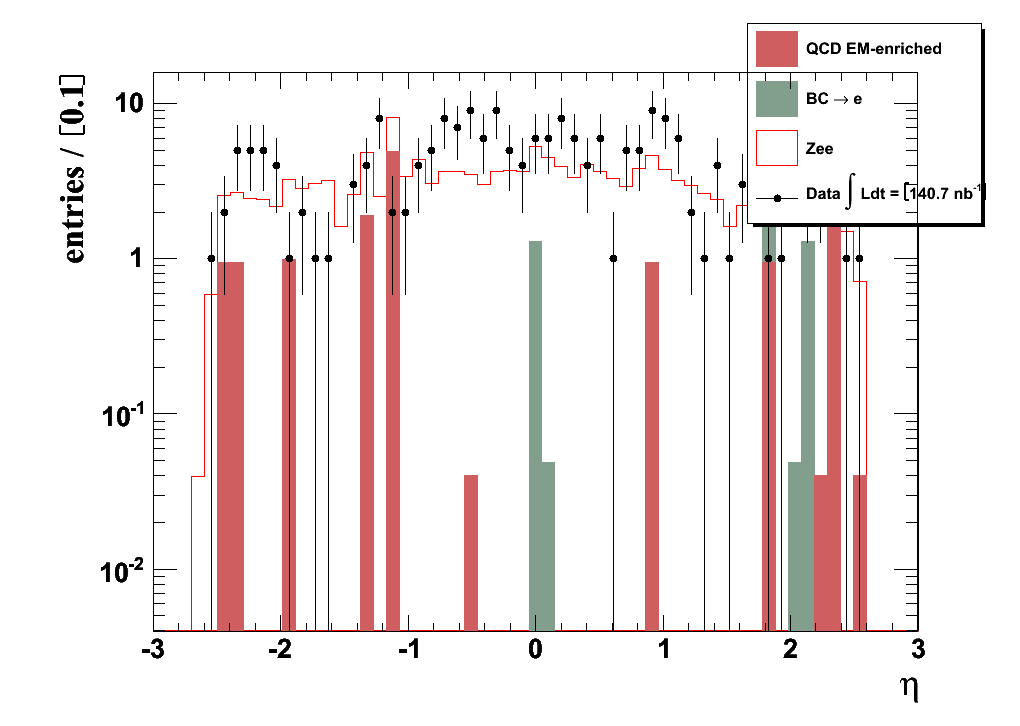 QCD EM-enriched
BC → e
Zee
Data ∫ Ldt = [140.7 nb⁻¹]
entries / [0.1]
10
1
10⁻¹
10⁻²
-3 -2 -1 0 1 2 3
η